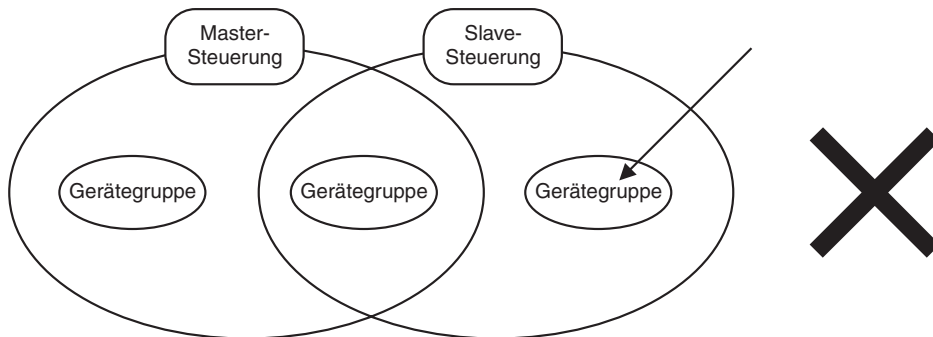 Master-
Steuerung
Slave-
Steuerung
Gerätegruppe
Gerätegruppe
Gerätegruppe